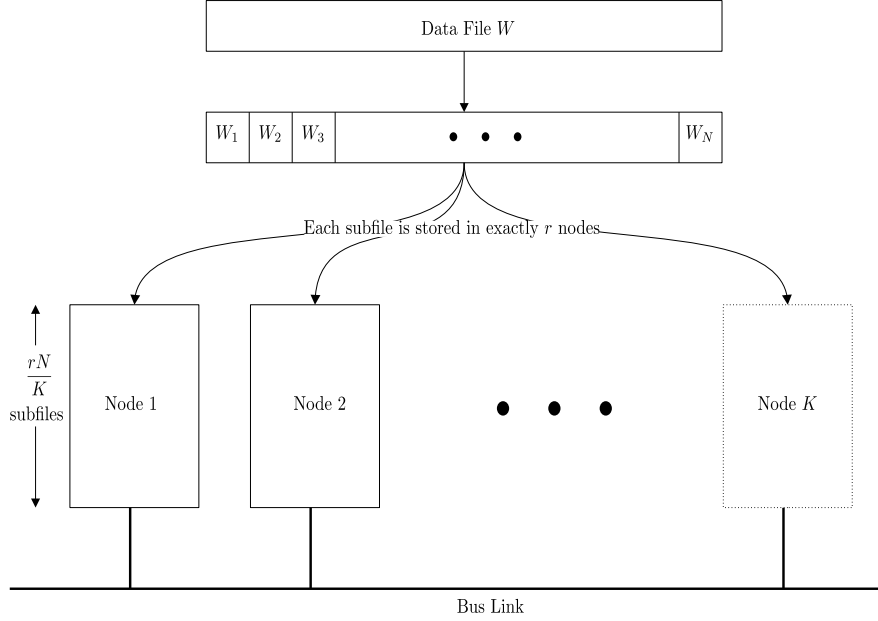 Data File W
W₁ W₂ W₃ • • • W_N
Each subfile is stored in exactly r nodes
rN
K
subfiles
Node 1
Node 2
• • •
Node K
Bus Link